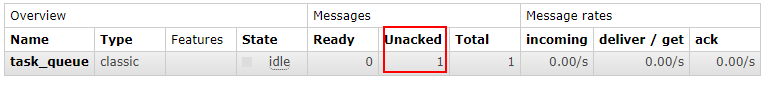 Overview Messages Message rates
Name Type Features State Ready Unacked Total incoming deliver / get ack
task_queue classic idle 0 1 1 0.00/s 0.00/s 0.00/s